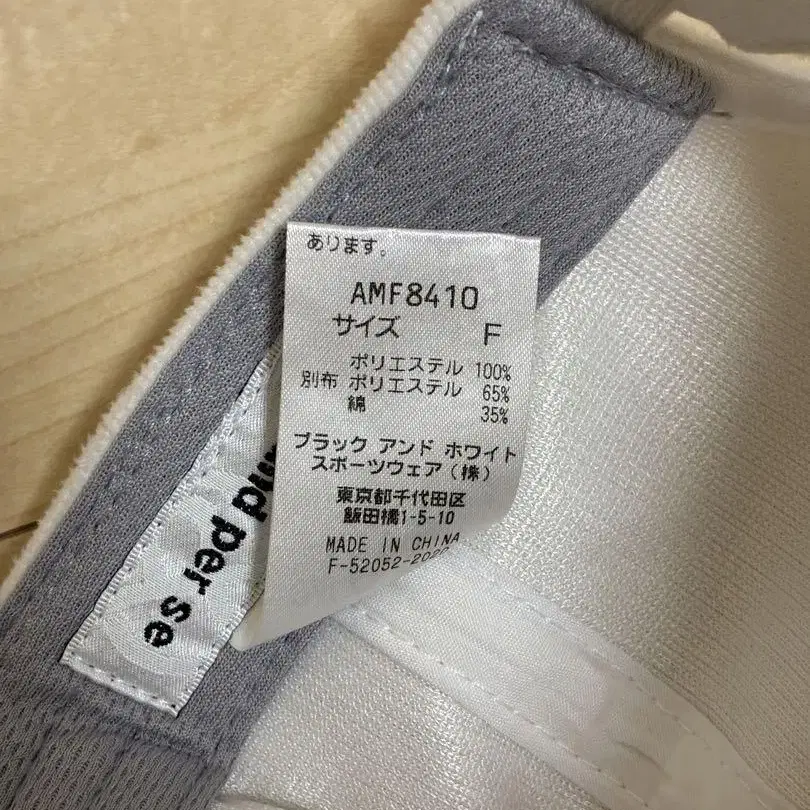 あります。
AMF8410
サイズ F
ポリエステル 100%
別布 ポリエステル 65%
綿 35%
ブラック アンド ホワイト
スポーツウェア(株)
東京都千代田区
飯田橋1-5-10
MADE IN CHINA
F-52052-2022
and per se